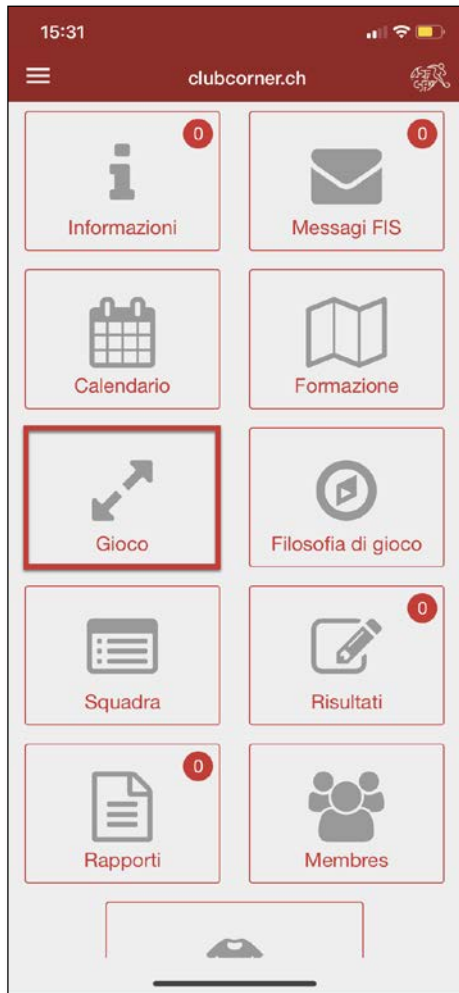 15:31
clubcorner.ch
0
0
Informazioni
Messagi FIS
Calendario
Formazione
Gioco
Filosofia di gioco
0
Squadra
Risultati
0
Rapporti
Membres